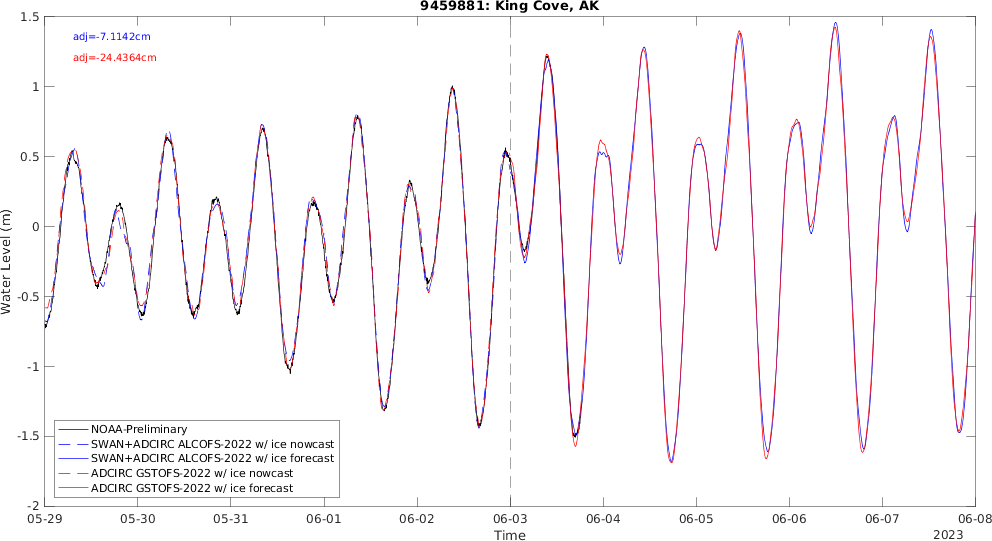 9459881: King Cove, AK
adj=-7.1142cm
adj=-24.4364cm
Water Level (m)
1.5
1
0.5
0
-0.5
-1
-1.5
-2
NOAA-Preliminary
SWAN+ADCIRC ALCOFS-2022 w/ ice nowcast
SWAN+ADCIRC ALCOFS-2022 w/ ice forecast
ADCIRC GSTOFS-2022 w/ ice nowcast
ADCIRC GSTOFS-2022 w/ ice forecast
05-29 05-30 05-31 06-01 06-02 06-03 06-04 06-05 06-06 06-07 06-08
Time
2023